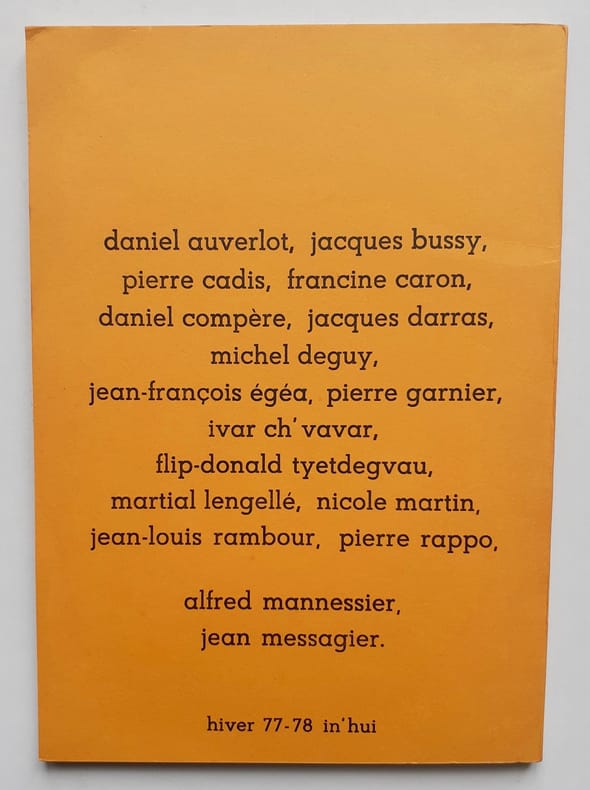 daniel auverlot, jacques bussy,
pierre cadis, francine caron,
daniel compère, jacques darras,
michel deguy,
jean-françois égéa, pierre garnier,
ivar ch'vavar,
flip-donald tyetdegvau,
martial lengellé, nicole martin,
jean-louis rambour, pierre rappo,
alfred mannessier,
jean messagier.
hiver 77-78 in'hui